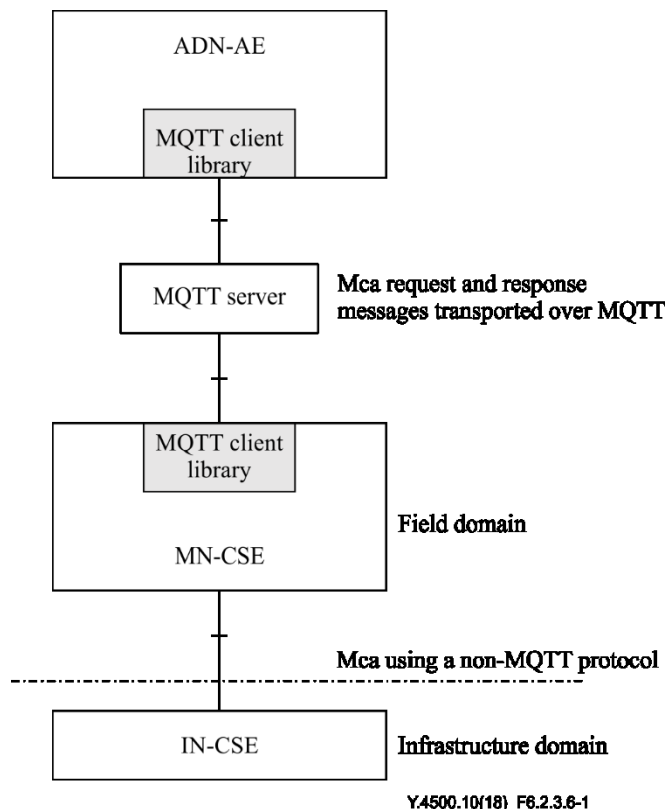 ADN-AE
MQTT client
library
MQTT server
Mca request and response
messages transported over MQTT
MQTT client
library
Field domain
MN-CSE
Mca using a non-MQTT protocol
IN-CSE
Infrastructure domain
Y.4500.10(18)_F6.2.3.6-1